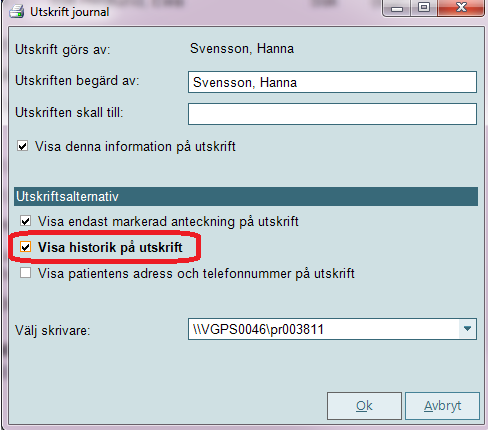 Utskrift journal
Utskrift görs av: Svensson, Hanna
Utskriften begärd av: Svensson, Hanna
Utskriften skall till:
Visa denna information på utskrift
Utskriftsalternativ
Visa endast markerad anteckning på utskrift
Visa historik på utskrift
Visa patientens adress och telefonnummer på utskrift
Välj skrivare: \\VGPS0046\pr003811
Ok Avbryt